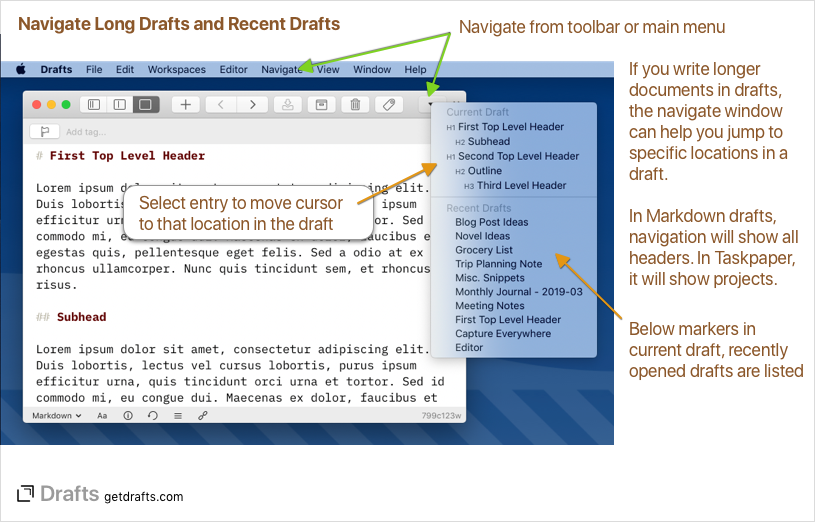 Navigate Long Drafts and Recent Drafts
Navigate from toolbar or main menu
Drafts File Edit Workspaces Editor Navigate View Window Help
Add tag...
# First Top Level Header
Lorem ipsum dolor sit amet, consectetur adipiscing elit.
Duis lobortis ipsum
efficitur urn tortor. Sed
commodo mi, eu faucibus e
egestas quis, pellentesque eget felis. Sed a odio at ex
rhoncus ullamcorper. Nunc quis tincidunt sem, et rhoncus
risus.
## Subhead
Lorem ipsum dolor sit amet, consectetur adipiscing elit.
Duis lobortis, lectus vel cursus lobortis, purus ipsum
efficitur urna, quis tincidunt orci urna et tortor. Sed id
commodo mi, eu congue dui. Maecenas ex dolor, faucibus et
Markdown Aa 799c123w
Select entry to move cursor
to that location in the draft
Current Draft
H1 First Top Level Header
H2 Subhead
H1 Second Top Level Header
H2 Outline
H3 Third Level Header
Recent Drafts
Blog Post Ideas
Novel Ideas
Grocery List
Trip Planning Note
Misc. Snippets
Monthly Journal - 2019-03
Meeting Notes
First Top Level Header
Capture Everywhere
Editor
If you write longer
documents in drafts,
the navigate window
can help you jump to
specific locations in a
draft.
In Markdown drafts,
navigation will show all
headers. In Taskpaper,
it will show projects.
Below markers in
current draft, recently
opened drafts are listed
Drafts getdrafts.com